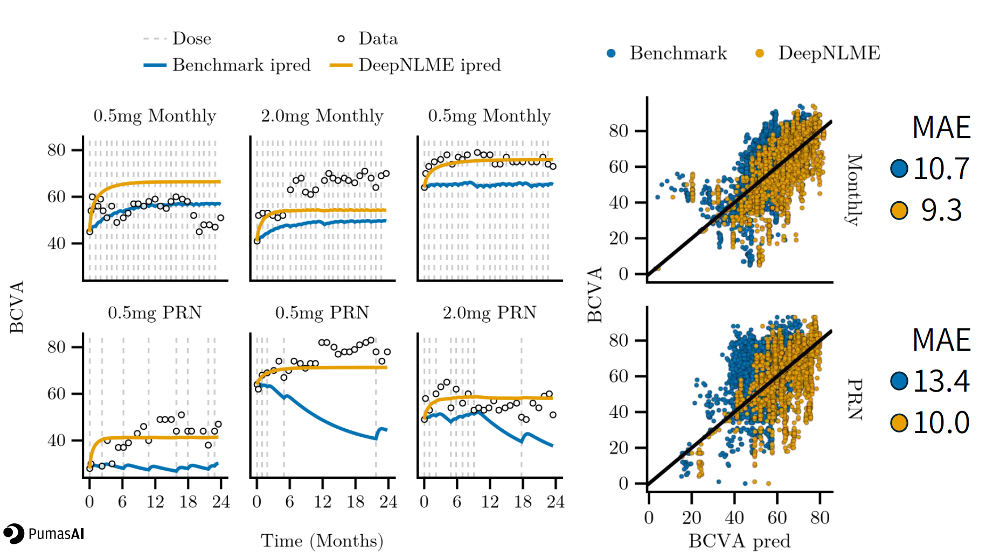 Dose
Data
Benchmark ipred
DeepNLME ipred
Benchmark
DeepNLME
0.5mg Monthly
2.0mg Monthly
0.5mg Monthly
80
60
40
0.5mg PRN
0.5mg PRN
2.0mg PRN
80
60
40
BCVA
0 6 12 18 24
0 6 12 18 24
0 6 12 18 24
Time (Months)
80
60
40
20
0
Monthly
MAE
10.7
9.3
BCVA
80
60
40
20
0
PRN
MAE
13.4
10.0
0 20 40 60 80
BCVA pred
PumasAI